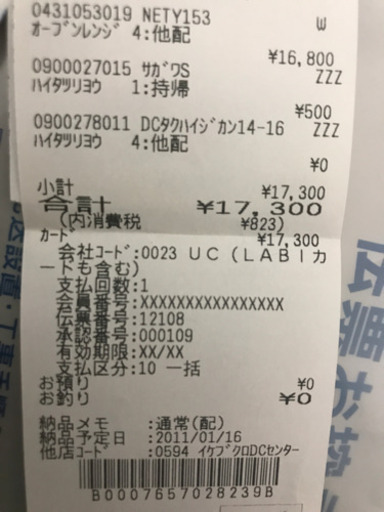 0431053019 NETY153 W
ｵｰﾌﾞﾝﾚﾝｼﾞ 4:他配
¥16,800
0900027015 ｻｶﾞﾜS ZZZ
ﾊｲﾀﾂﾘﾖｳ 1:持帰
¥500
0900278011 DCﾀｸﾊｲｼﾞｶﾝ14-16 ZZZ
ﾊｲﾀﾂﾘﾖｳ 4:他配
¥0
小計 ¥17,300
合計 ¥17,300
(内消費税 ¥823)
ｶｰﾄﾞ ¥17,300
会社ｺｰﾄﾞ:0023 ＵＣ（ＬＡＢＩカ
ードも含む）
支払回数:1
会員番号:XXXXXXXXXXXXXXXX
伝票番号:12108
承認番号:000109
有効期限:XX/XX
支払区分:10 一括
お預り ¥0
お釣り ¥0
納品メモ :通常(配)
納品予定日 :2011/01/16
他店ｺｰﾄﾞ :0594 ｲｹﾌﾞｸﾛDCｾﾝﾀｰ
B0007657028239B
伝票お